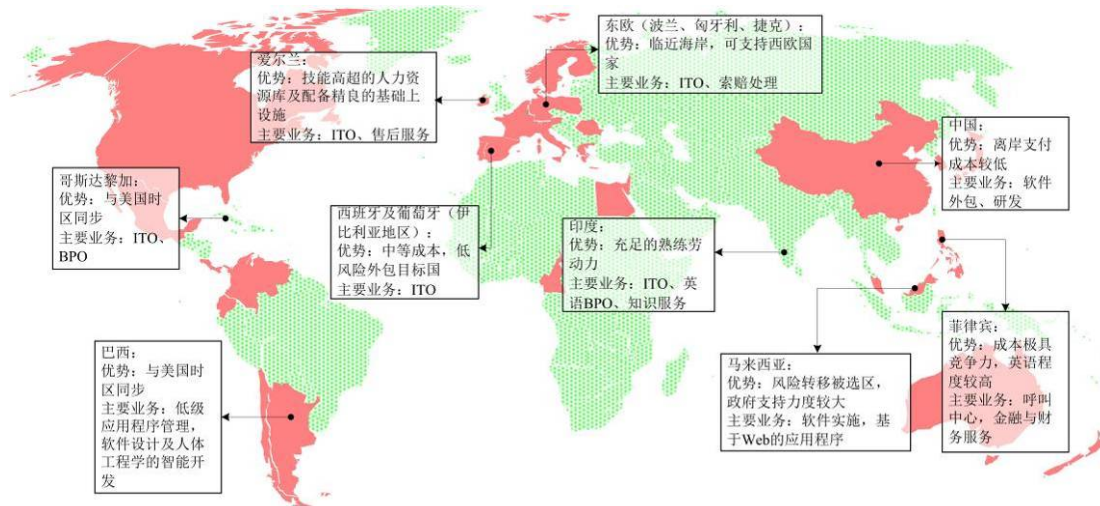 东欧（波兰、匈牙利、捷克）：
优势：临近海岸，可支持西欧国
家
主要业务：ITO、索赔处理
爱尔兰：
优势：技能高超的人力资
源库及配备精良的基础上
设施
主要业务：ITO、售后服务
中国：
优势：离岸支付
成本较低
主要业务：软件
外包、研发
哥斯达黎加：
优势：与美国时
区同步
主要业务：ITO、
BPO
西班牙及葡萄牙（伊
比利亚地区）：
优势：中等成本，低
风险外包目标国
主要业务：ITO
印度：
优势：充足的熟练劳
动力
主要业务：ITO、英
语BPO、知识服务
菲律宾：
优势：成本极具
竞争力，英语程
度较高
主要业务：呼叫
中心，金融与财
务服务
巴西：
优势：与美国时
区同步
主要业务：低级
应用程序管理，
软件设计及人体
工程学的智能开
发
马来西亚：
优势：风险转移被选区，
政府支持力度较大
主要业务：软件实施，基
于Web的应用程序